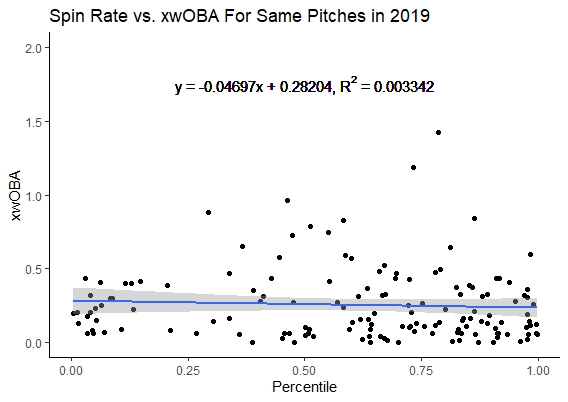 Spin Rate vs. xwOBA For Same Pitches in 2019
2.0
y = -0.04697x + 0.28204, R² = 0.003342
1.5
xwOBA
1.0
0.5
0.0
0.00 0.25 0.50 0.75 1.00
Percentile